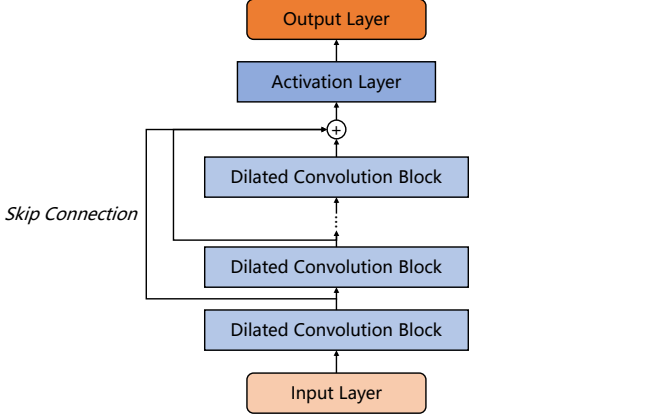 Output Layer
Activation Layer
+
Dilated Convolution Block
Skip Connection
Dilated Convolution Block
Dilated Convolution Block
Input Layer